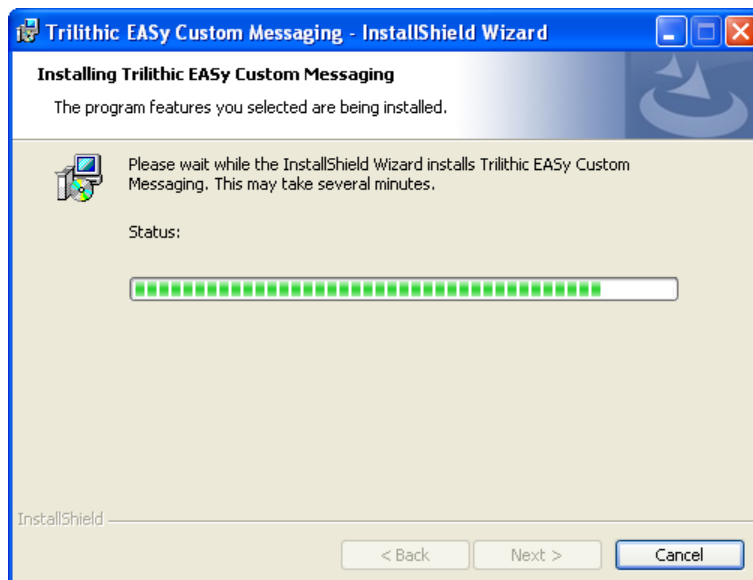 Trilithic EASy Custom Messaging - InstallShield Wizard
Installing Trilithic EASy Custom Messaging
The program features you selected are being installed.
Please wait while the InstallShield Wizard installs Trilithic EASy Custom
Messaging. This may take several minutes.
Status:
InstallShield
< Back
Next >
Cancel